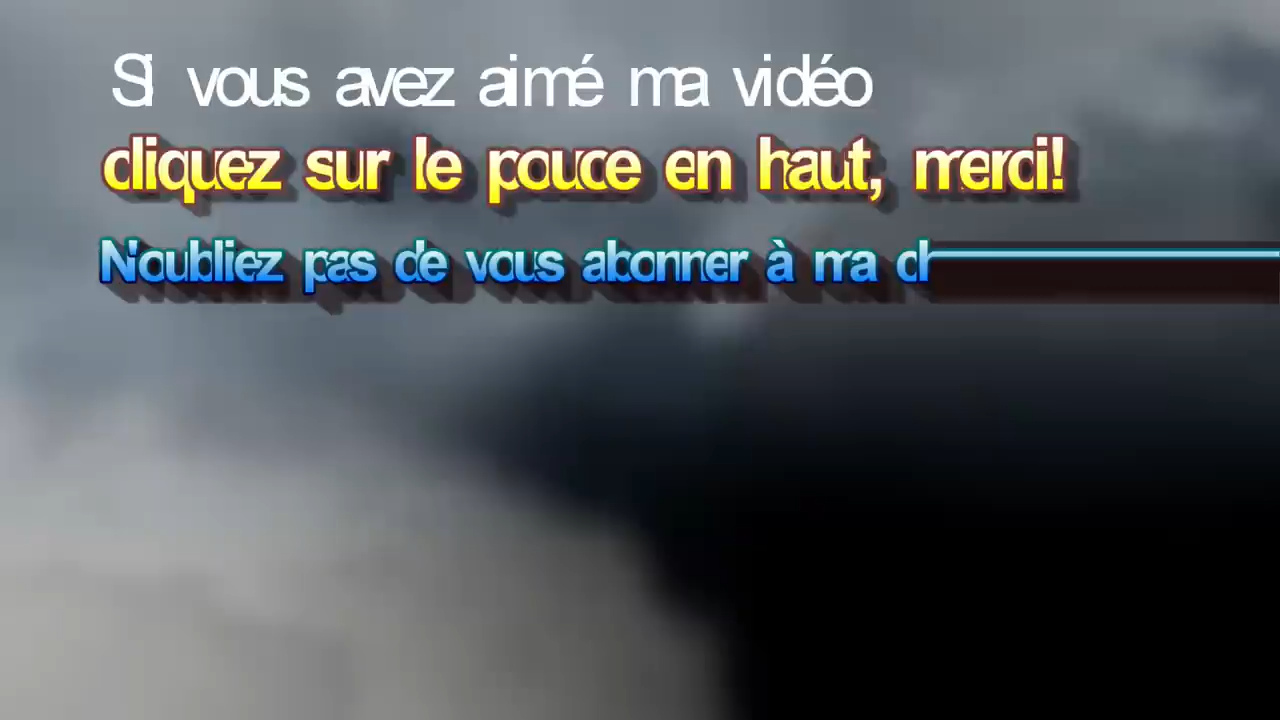 Si vous avez aimé ma vidéo
cliquez sur le pouce en haut, merci!
N'oubliez pas de vous abonner à ma